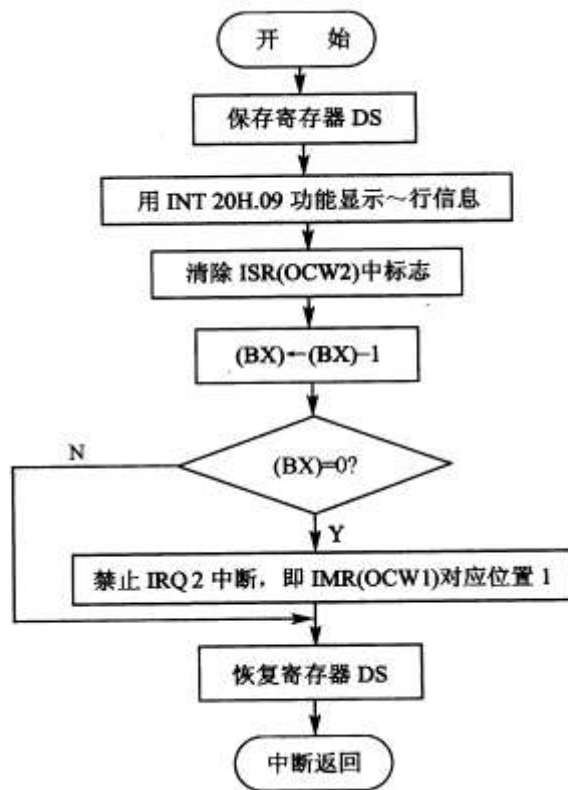 开 始
保存寄存器 DS
用 INT 20H.09 功能显示～行信息
清除 ISR(OCW2)中标志
(BX)←(BX)-1
N
(BX)=0?
Y
禁止 IRQ 2 中断，即 IMR(OCW1)对应位置 1
恢复寄存器 DS
中断返回